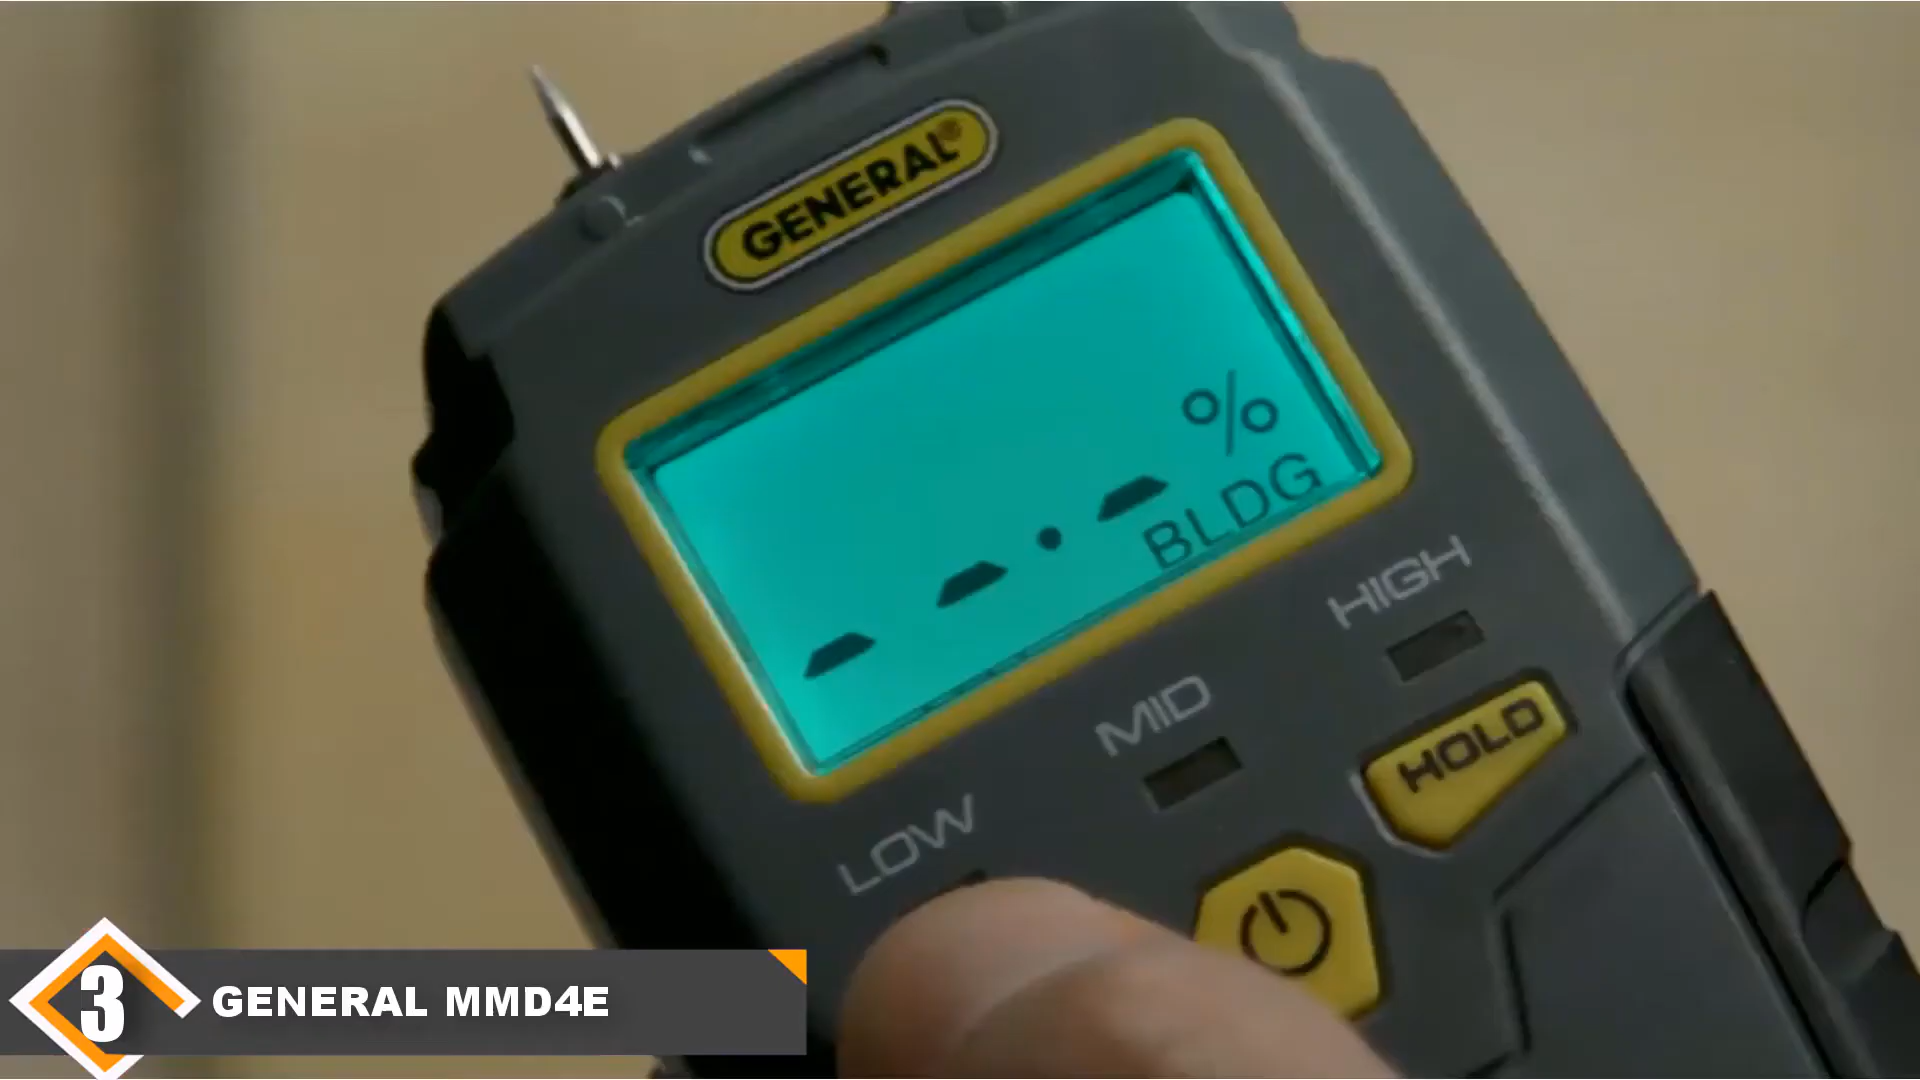 GENERAL®
- -.- %
BLDG
LOW MID HIGH
HOLD
3 GENERAL MMD4E